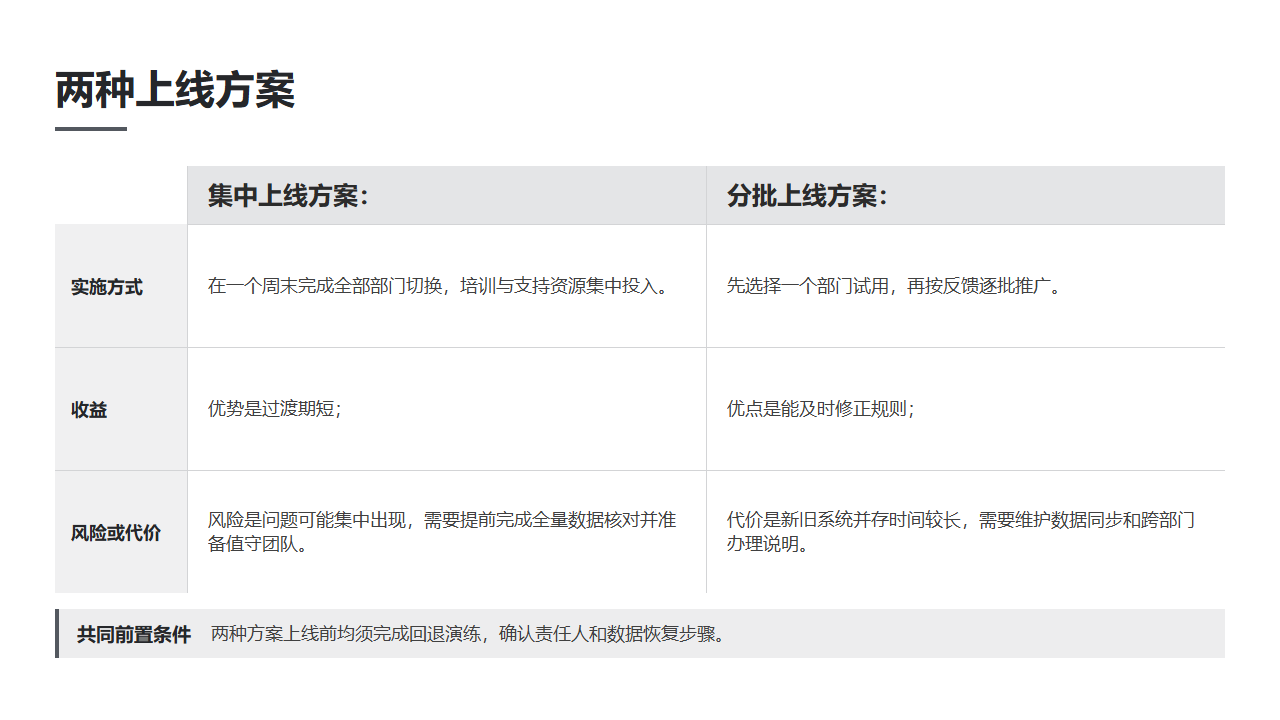 两种上线方案
集中上线方案：
分批上线方案：
实施方式
在一个周末完成全部部门切换，培训与支持资源集中投入。
先选择一个部门试用，再按反馈逐批推广。
收益
优势是过渡期短；
优点是能及时修正规则；
风险或代价
风险是问题可能集中出现，需要提前完成全量数据核对并准
备值守团队。
代价是新旧系统并存时间较长，需要维护数据同步和跨部门
办理说明。
共同前置条件
两种方案上线前均须完成回退演练，确认责任人和数据恢复步骤。